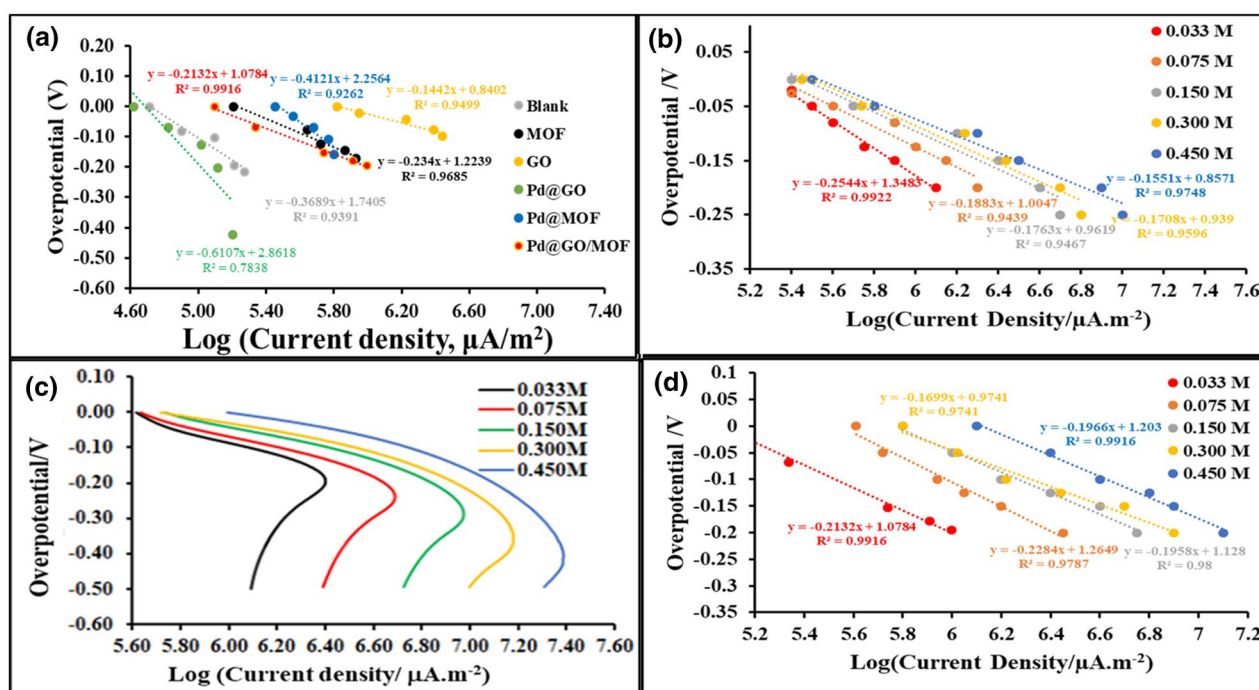 (a)
0.20
0.10
0.00
-0.10
-0.20
-0.30
-0.40
-0.50
-0.60
Overpotential (V)
y = -0.2132x + 1.0784
R² = 0.9916
y = -0.4121x + 2.2564
R² = 0.9262
y = -0.1442x + 0.8402
R² = 0.9499
y = -0.234x + 1.2239
R² = 0.9685
y = -0.3689x + 1.7405
R² = 0.9391
y = -0.6107x + 2.8618
R² = 0.7838
Blank
MOF
GO
Pd@GO
Pd@MOF
Pd@GO/MOF
4.60 5.00 5.40 5.80 6.20 6.60 7.00 7.40
Log (Current density, µA/m²)
(b)
0.05
-0.05
-0.15
-0.25
-0.35
Overpotential /V
0.033 M
0.075 M
0.150 M
0.300 M
0.450 M
y = -0.1551x + 0.8571
R² = 0.9748
y = -0.2544x + 1.3483
R² = 0.9922
y = -0.1883x + 1.0047
R² = 0.9439
y = -0.1763x + 0.9619
R² = 0.9467
y = -0.1708x + 0.939
R² = 0.9596
5.2 5.4 5.6 5.8 6 6.2 6.4 6.6 6.8 7 7.2 7.4 7.6
Log(Current Density/µA.m⁻²)
(c)
0.10
0.00
-0.10
-0.20
-0.30
-0.40
-0.50
-0.60
Overpotential/V
0.033M
0.075M
0.150M
0.300M
0.450M
5.60 5.80 6.00 6.20 6.40 6.60 6.80 7.00 7.20 7.40 7.60
Log (Current density/ µA.m⁻²)
(d)
0.1
0.05
0
-0.05
-0.1
-0.15
-0.2
-0.25
-0.3
-0.35
Overpotential /V
0.033 M
0.075 M
0.150 M
0.300 M
0.450 M
y = -0.1699x + 0.9741
R² = 0.9741
y = -0.1966x + 1.203
R² = 0.9916
y = -0.2132x + 1.0784
R² = 0.9916
y = -0.2284x + 1.2649
R² = 0.9787
y = -0.1958x + 1.128
R² = 0.98
5.2 5.4 5.6 5.8 6 6.2 6.4 6.6 6.8 7 7.2
Log(Current Density/µA.m⁻²)